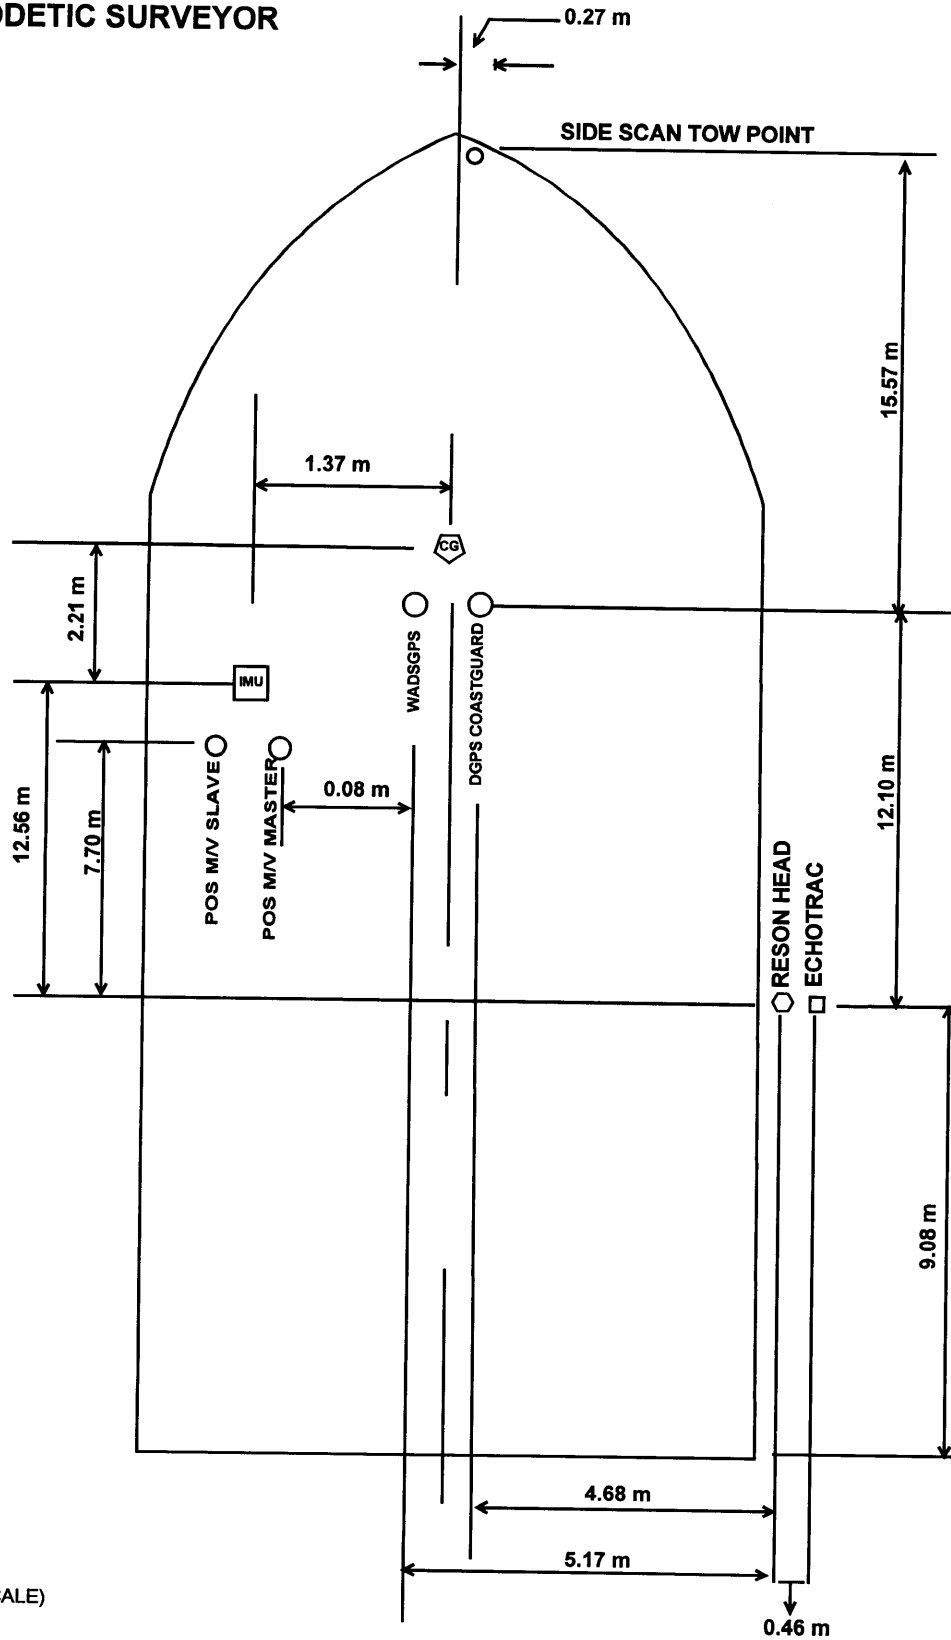 ODETIC SURVEYOR
0.27 m
SIDE SCAN TOW POINT
15.57 m
1.37 m
CG
2.21 m
WADSGPS
DGPS COASTGUARD
IMU
POS M/V SLAVE
POS M/V MASTER
0.08 m
12.56 m
7.70 m
12.10 m
RESON HEAD
ECHOTRAC
9.08 m
4.68 m
5.17 m
CALE)
0.46 m